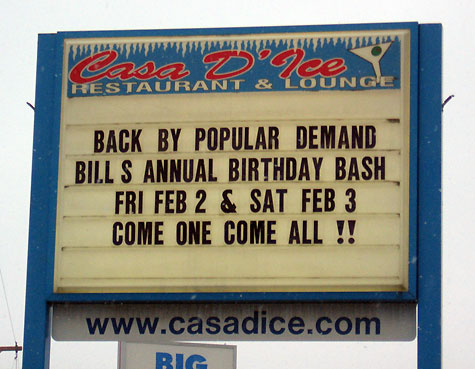 Casa D'Ice
RESTAURANT & LOUNGE
BACK BY POPULAR DEMAND
BILL S ANNUAL BIRTHDAY BASH
FRI FEB 2 & SAT FEB 3
COME ONE COME ALL !!
www.casadice.com
BIG